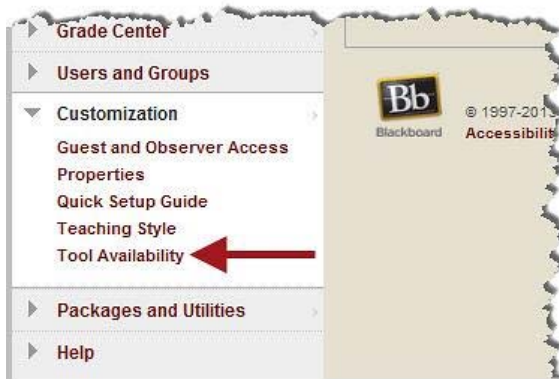 Grade Center
Users and Groups
Customization
Guest and Observer Access
Properties
Quick Setup Guide
Teaching Style
Tool Availability
Packages and Utilities
Help
Bb
Blackboard
© 1997-201
Accessibilit